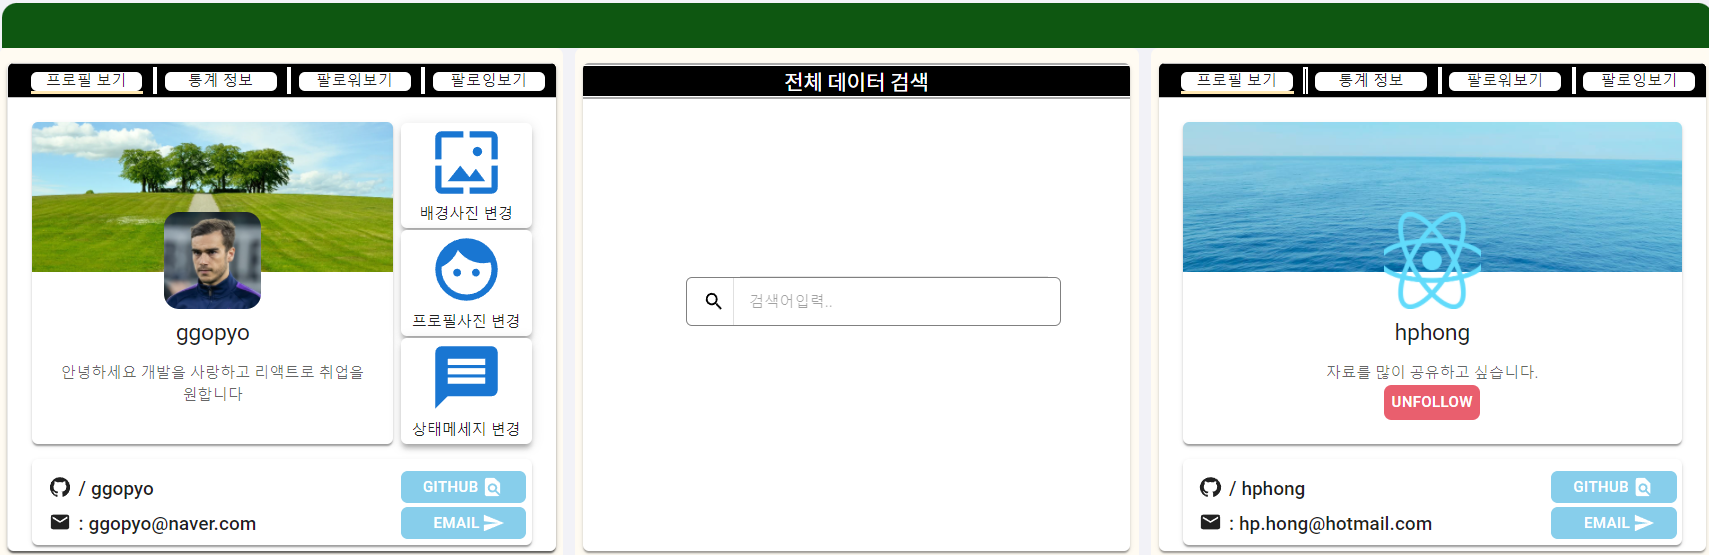 프로필 보기
통계 정보
팔로워보기
팔로잉보기
배경사진 변경
프로필사진 변경
상태메세지 변경
ggopyo
안녕하세요 개발을 사랑하고 리액트로 취업을
원합니다
/ ggopyo
GITHUB
: ggopyo@naver.com
EMAIL
전체 데이터 검색
검색어입력..
프로필 보기
통계 정보
팔로워보기
팔로잉보기
hphong
자료를 많이 공유하고 싶습니다.
UNFOLLOW
/ hphong
GITHUB
: hp.hong@hotmail.com
EMAIL